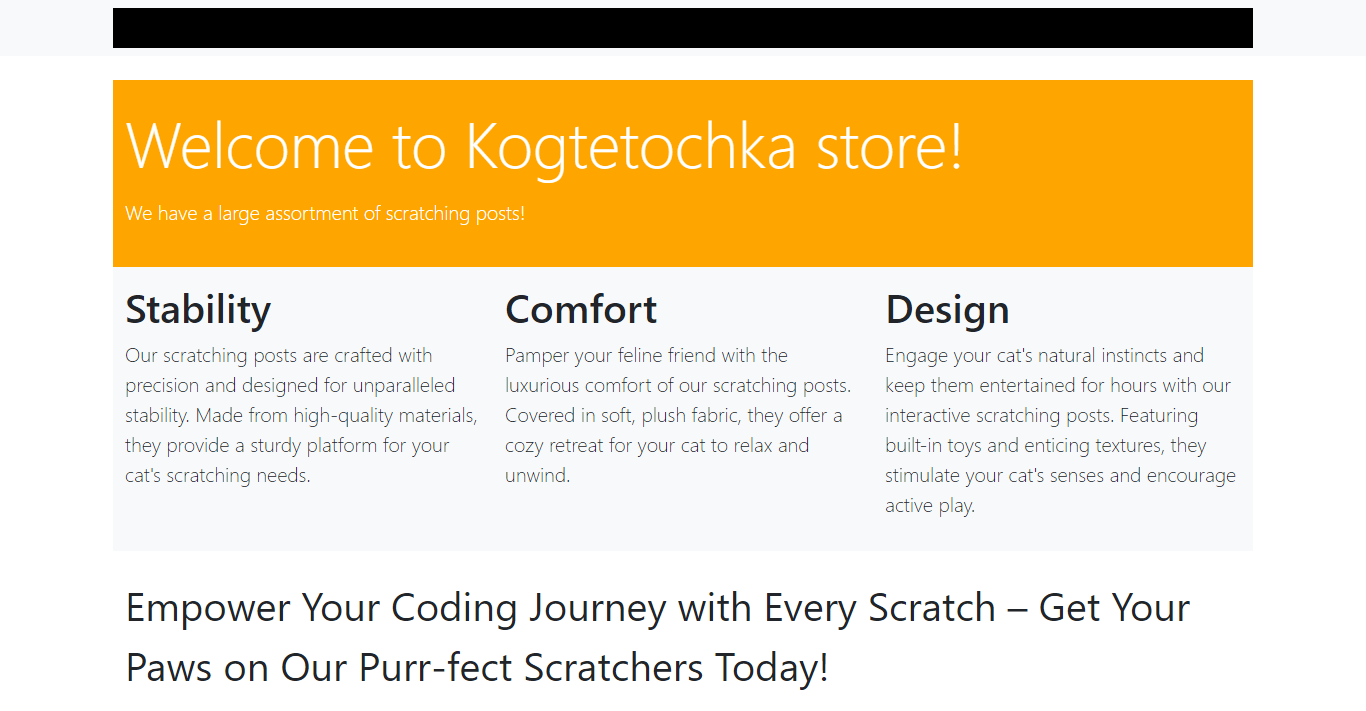 Welcome to Kogtetochka store!
We have a large assortment of scratching posts!
Stability
Our scratching posts are crafted with
precision and designed for unparalleled
stability. Made from high-quality materials,
they provide a sturdy platform for your
cat's scratching needs.
Comfort
Pamper your feline friend with the
luxurious comfort of our scratching posts.
Covered in soft, plush fabric, they offer a
cozy retreat for your cat to relax and
unwind.
Design
Engage your cat's natural instincts and
keep them entertained for hours with our
interactive scratching posts. Featuring
built-in toys and enticing textures, they
stimulate your cat's senses and encourage
active play.
Empower Your Coding Journey with Every Scratch – Get Your
Paws on Our Purr-fect Scratchers Today!